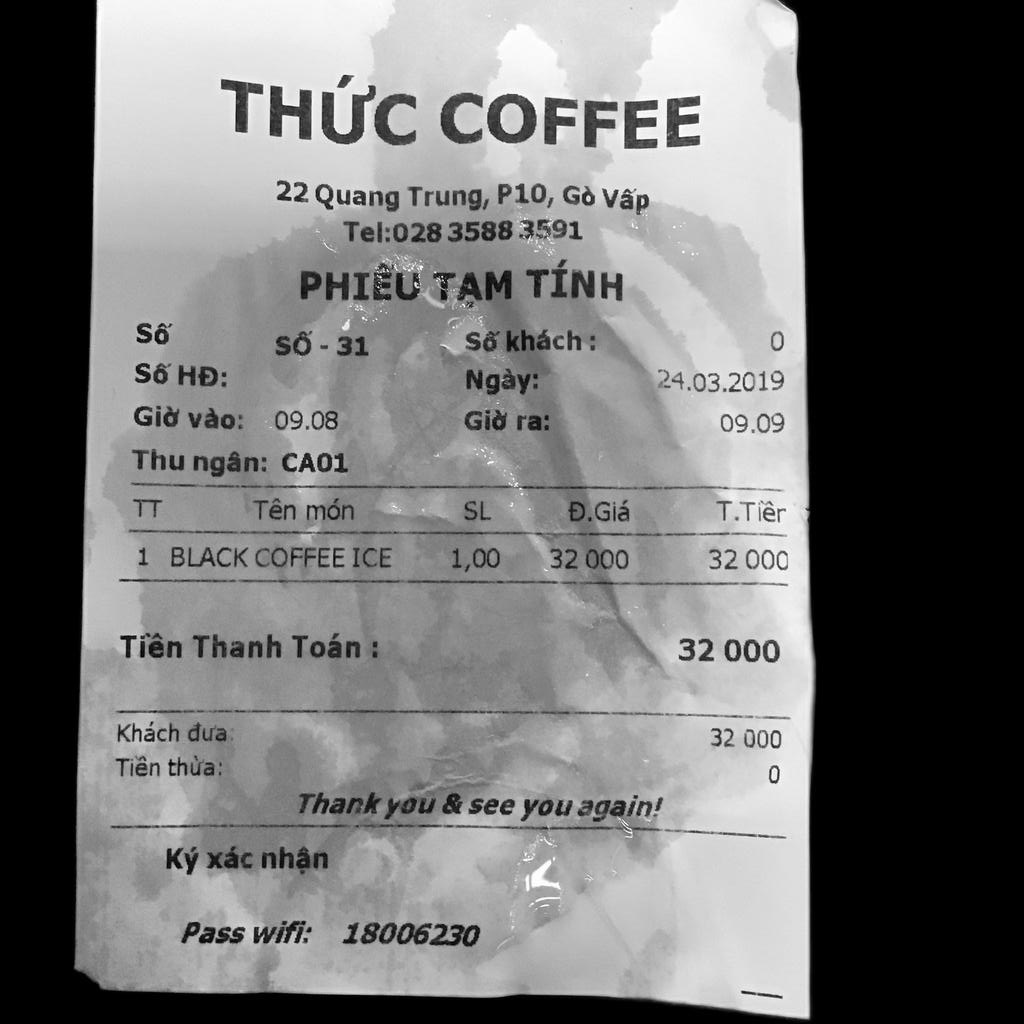 THỨC COFFEE
22 Quang Trung, P10, Gò Vấp
Tel:028 3588 3591
PHIẾU TẠM TÍNH
Số SỐ - 31 Số khách : 0
Số HĐ: Ngày: 24.03.2019
Giờ vào: 09.08 Giờ ra: 09.09
Thu ngân: CA01
TT Tên món SL Đ.Giá T.Tiền
1 BLACK COFFEE ICE 1,00 32 000 32 000
Tiền Thanh Toán : 32 000
Khách đưa: 32 000
Tiền thừa: 0
Thank you & see you again!
Ký xác nhận
Pass wifi: 18006230